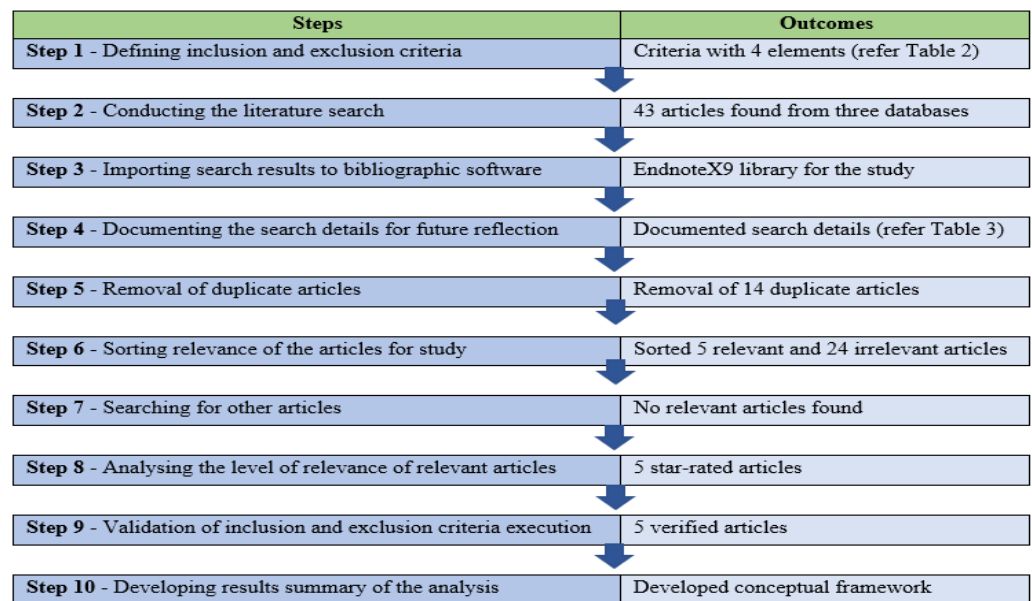 Steps Outcomes
Step 1 - Defining inclusion and exclusion criteria Criteria with 4 elements (refer Table 2)
Step 2 - Conducting the literature search 43 articles found from three databases
Step 3 - Importing search results to bibliographic software EndnoteX9 library for the study
Step 4 - Documenting the search details for future reflection Documented search details (refer Table 3)
Step 5 - Removal of duplicate articles Removal of 14 duplicate articles
Step 6 - Sorting relevance of the articles for study Sorted 5 relevant and 24 irrelevant articles
Step 7 - Searching for other articles No relevant articles found
Step 8 - Analysing the level of relevance of relevant articles 5 star-rated articles
Step 9 - Validation of inclusion and exclusion criteria execution 5 verified articles
Step 10 - Developing results summary of the analysis Developed conceptual framework